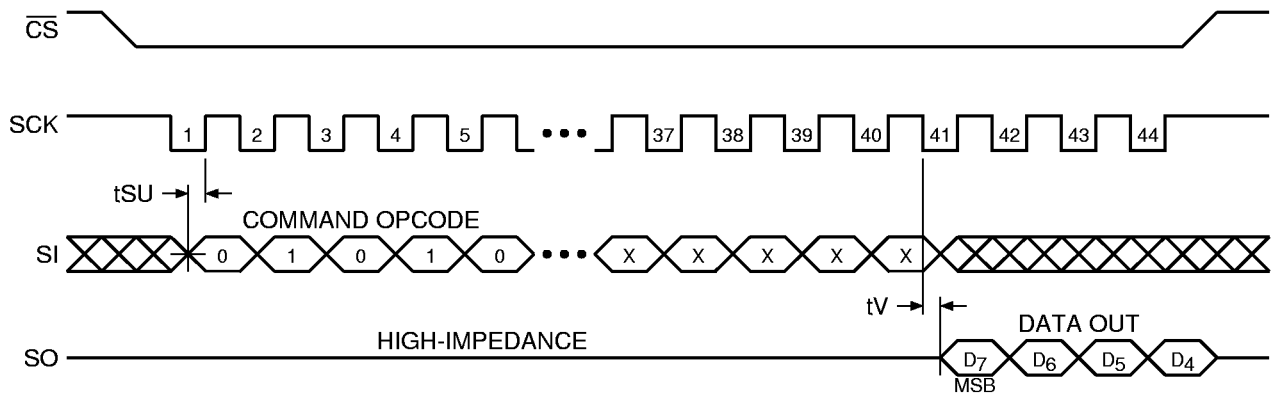 CS
SCK 1 2 3 4 5 ••• 37 38 39 40 41 42 43 44
tSU
COMMAND OPCODE
SI 0 1 0 1 0 ••• X X X X X
tV
HIGH-IMPEDANCE
DATA OUT
SO D7 D6 D5 D4
MSB